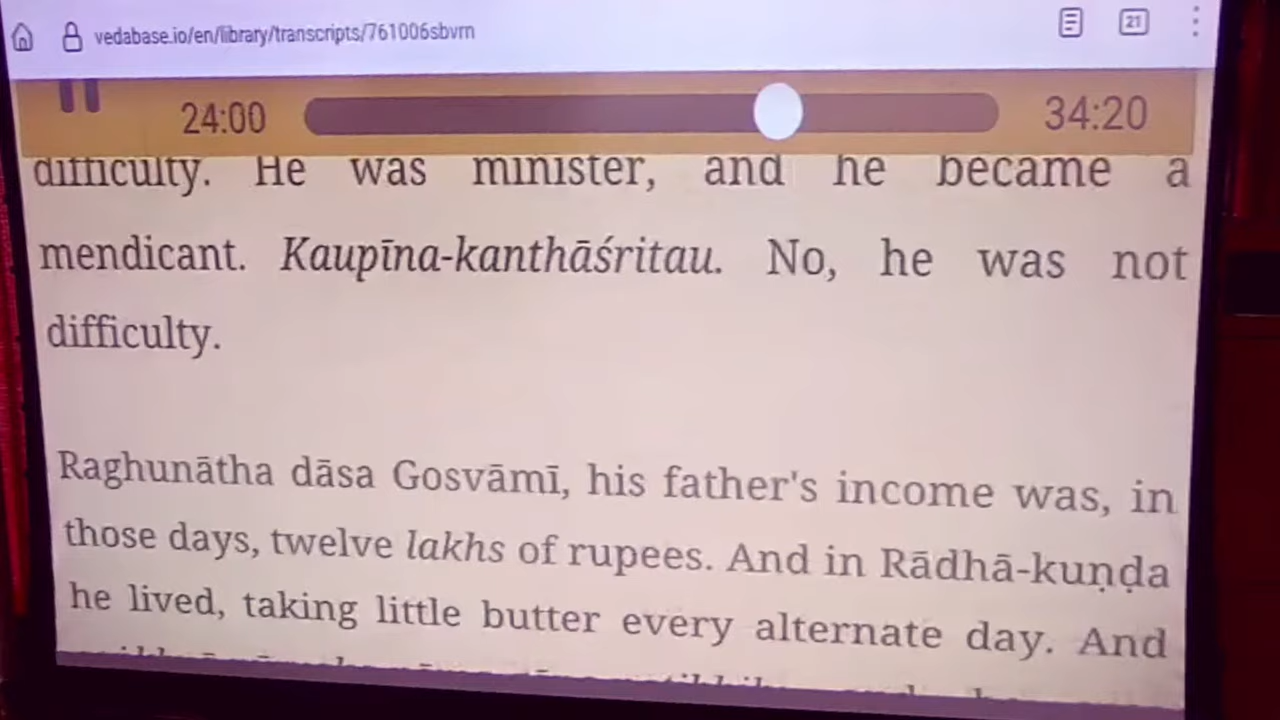 vedabase.io/en/library/transcripts/761006sbvrn
21
24:00
34:20
difficulty. He was minister, and he became a
mendicant. Kaupīna-kanthāśritau. No, he was not
difficulty.
Raghunātha dāsa Gosvāmī, his father's income was, in
those days, twelve lakhs of rupees. And in Rādhā-kuṇḍa
he lived, taking little butter every alternate day. And